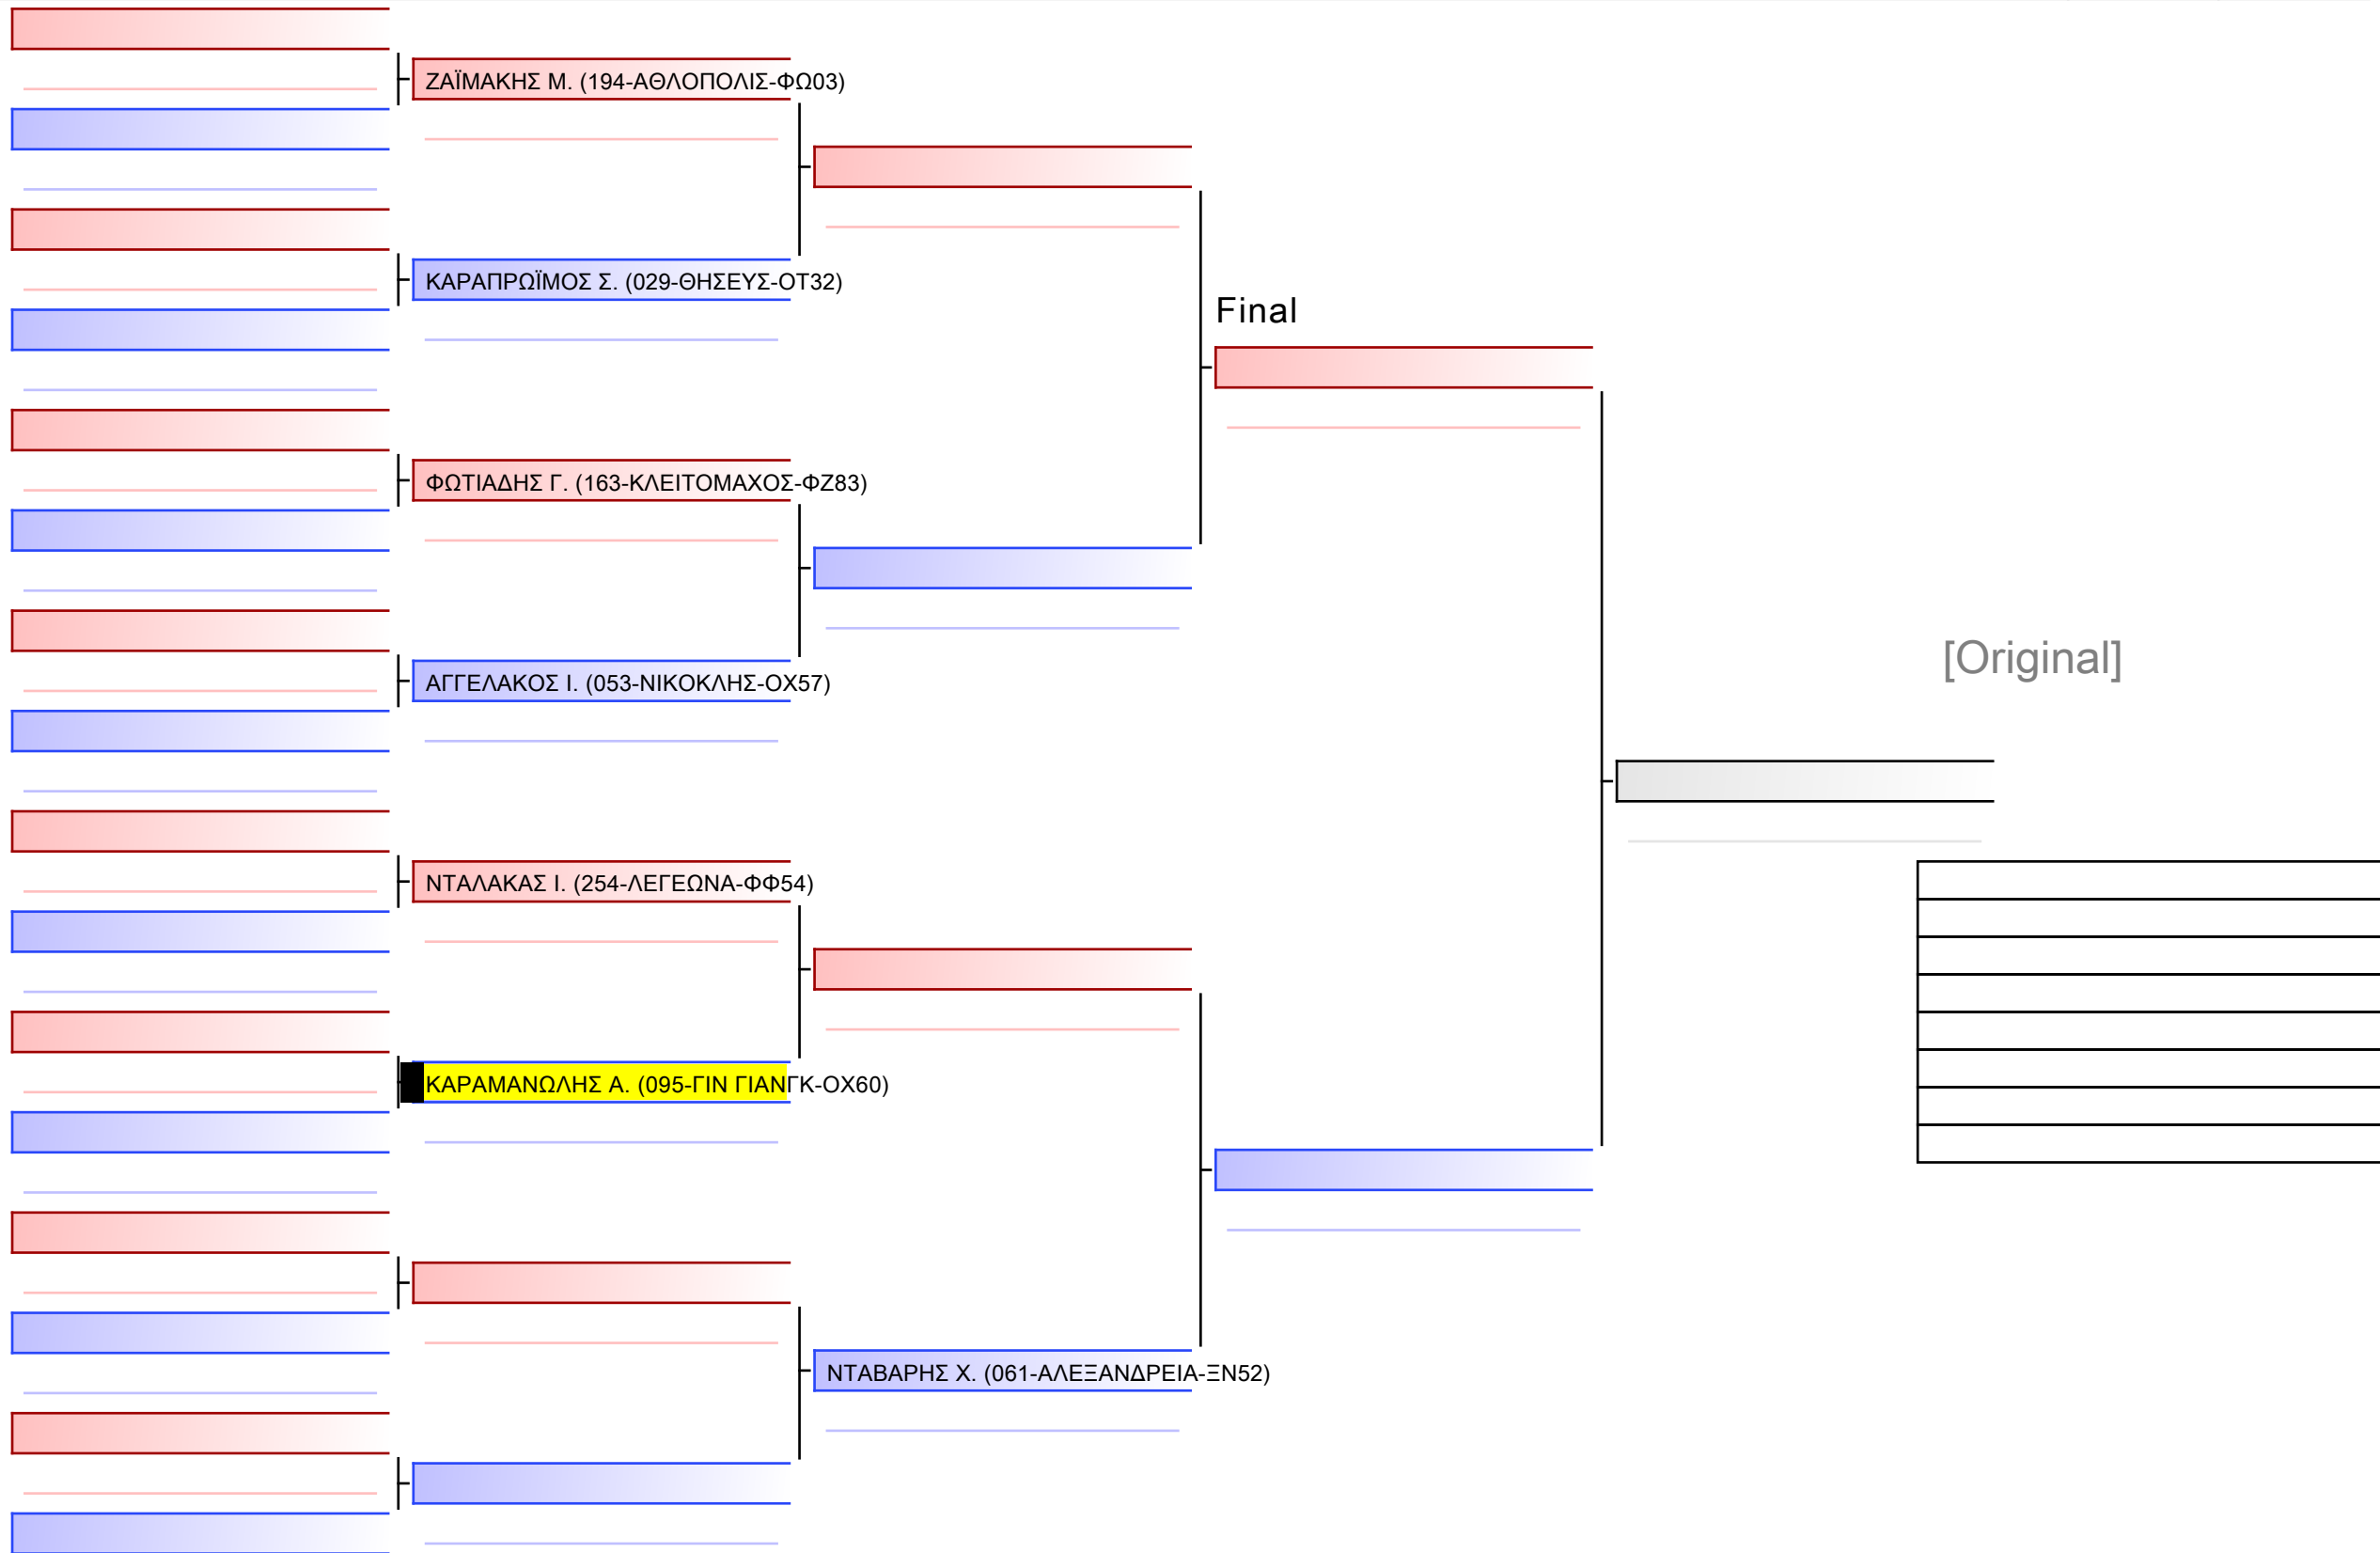 ΖΑΪΜΑΚΗΣ Μ. (194-ΑΘΛΟΠΟΛΙΣ-ΦΩ03)
ΚΑΡΑΠΡΩΪΜΟΣ Σ. (029-ΘΗΣΕΥΣ-ΟΤ32)
Final
ΦΩΤΙΑΔΗΣ Γ. (163-ΚΛΕΙΤΟΜΑΧΟΣ-ΦΖ83)
[Original]
ΑΓΓΕΛΑΚΟΣ Ι. (053-ΝΙΚΟΚΛΗΣ-ΟΧ57)
ΝΤΑΛΑΚΑΣ Ι. (254-ΛΕΓΕΩΝΑ-ΦΦ54)
ΚΑΡΑΜΑΝΩΛΗΣ Α. (095-ΓΙΝ ΓΙΑΝΓΚ-ΟΧ60)
ΝΤΑΒΑΡΗΣ Χ. (061-ΑΛΕΞΑΝΔΡΕΙΑ-ΞΝ52)